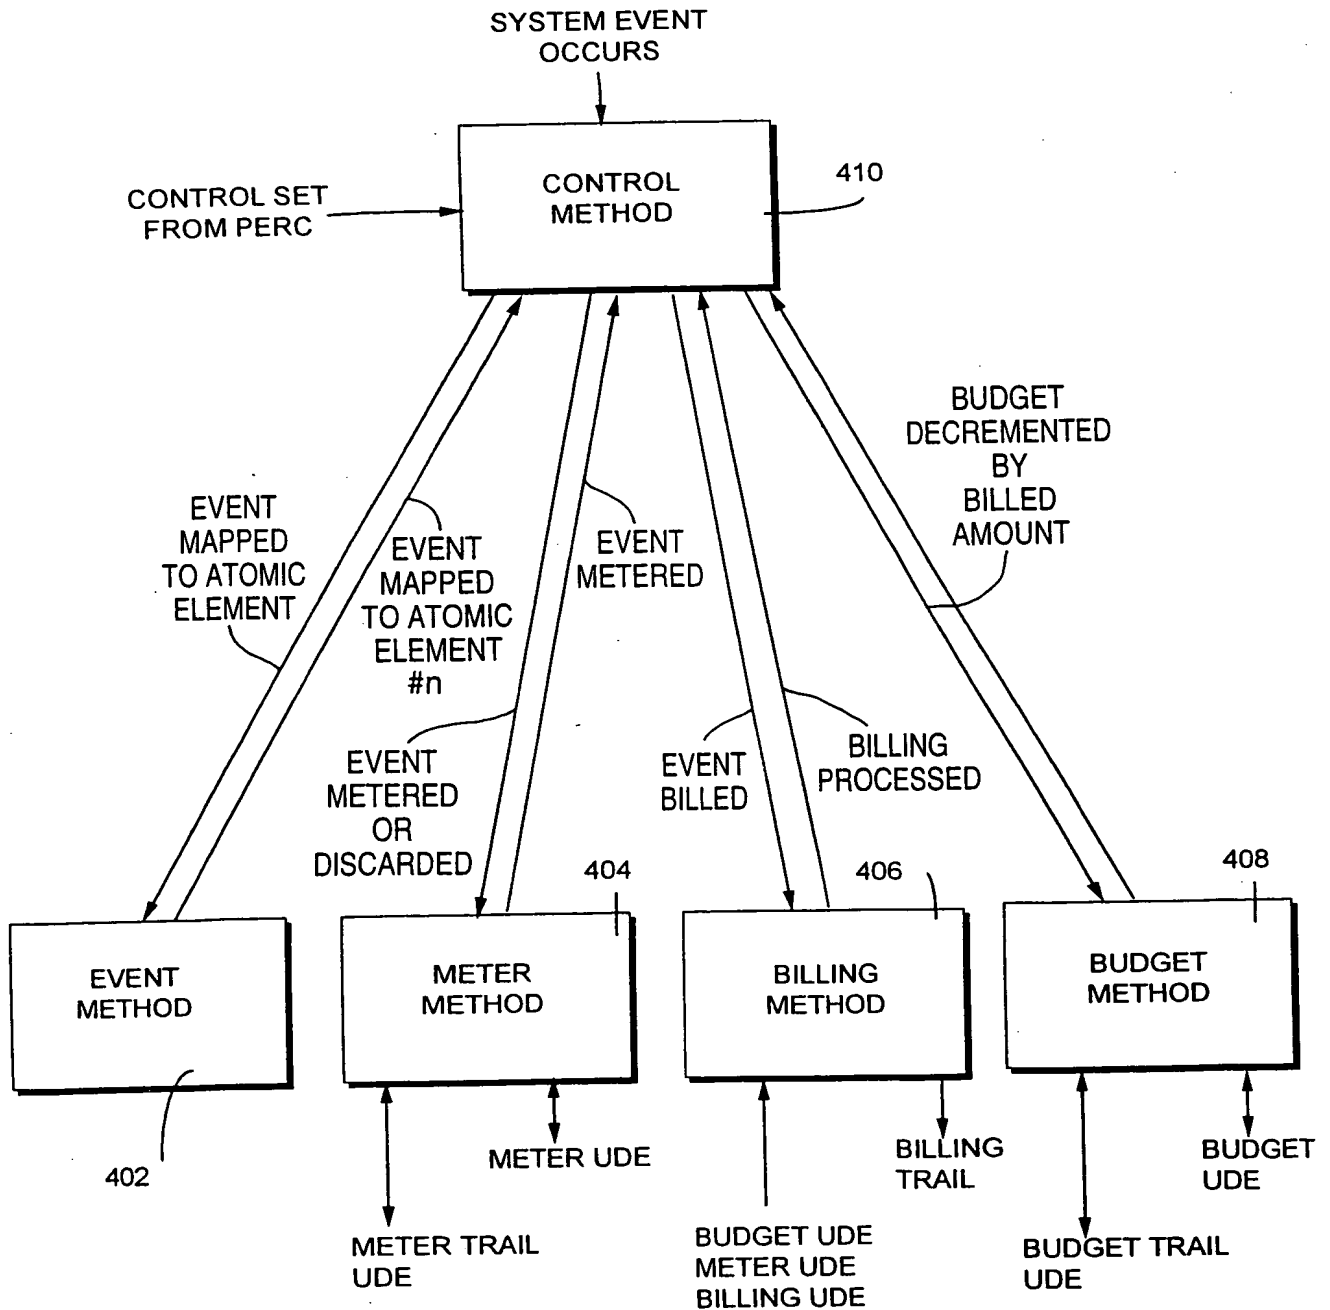 SYSTEM EVENT
OCCURS
CONTROL
METHOD
410
CONTROL SET
FROM PERC
BUDGET
DECREMENTED
BY
BILLED
AMOUNT
EVENT
MAPPED
TO ATOMIC
ELEMENT
EVENT
MAPPED
TO ATOMIC
ELEMENT
#n
EVENT
METERED
EVENT
METERED
OR
DISCARDED
EVENT
BILLED
BILLING
PROCESSED
404
406
408
EVENT
METHOD
METER
METHOD
BILLING
METHOD
BUDGET
METHOD
402
METER UDE
BILLING
TRAIL
BUDGET
UDE
METER TRAIL
UDE
BUDGET UDE
METER UDE
BILLING UDE
BUDGET TRAIL
UDE